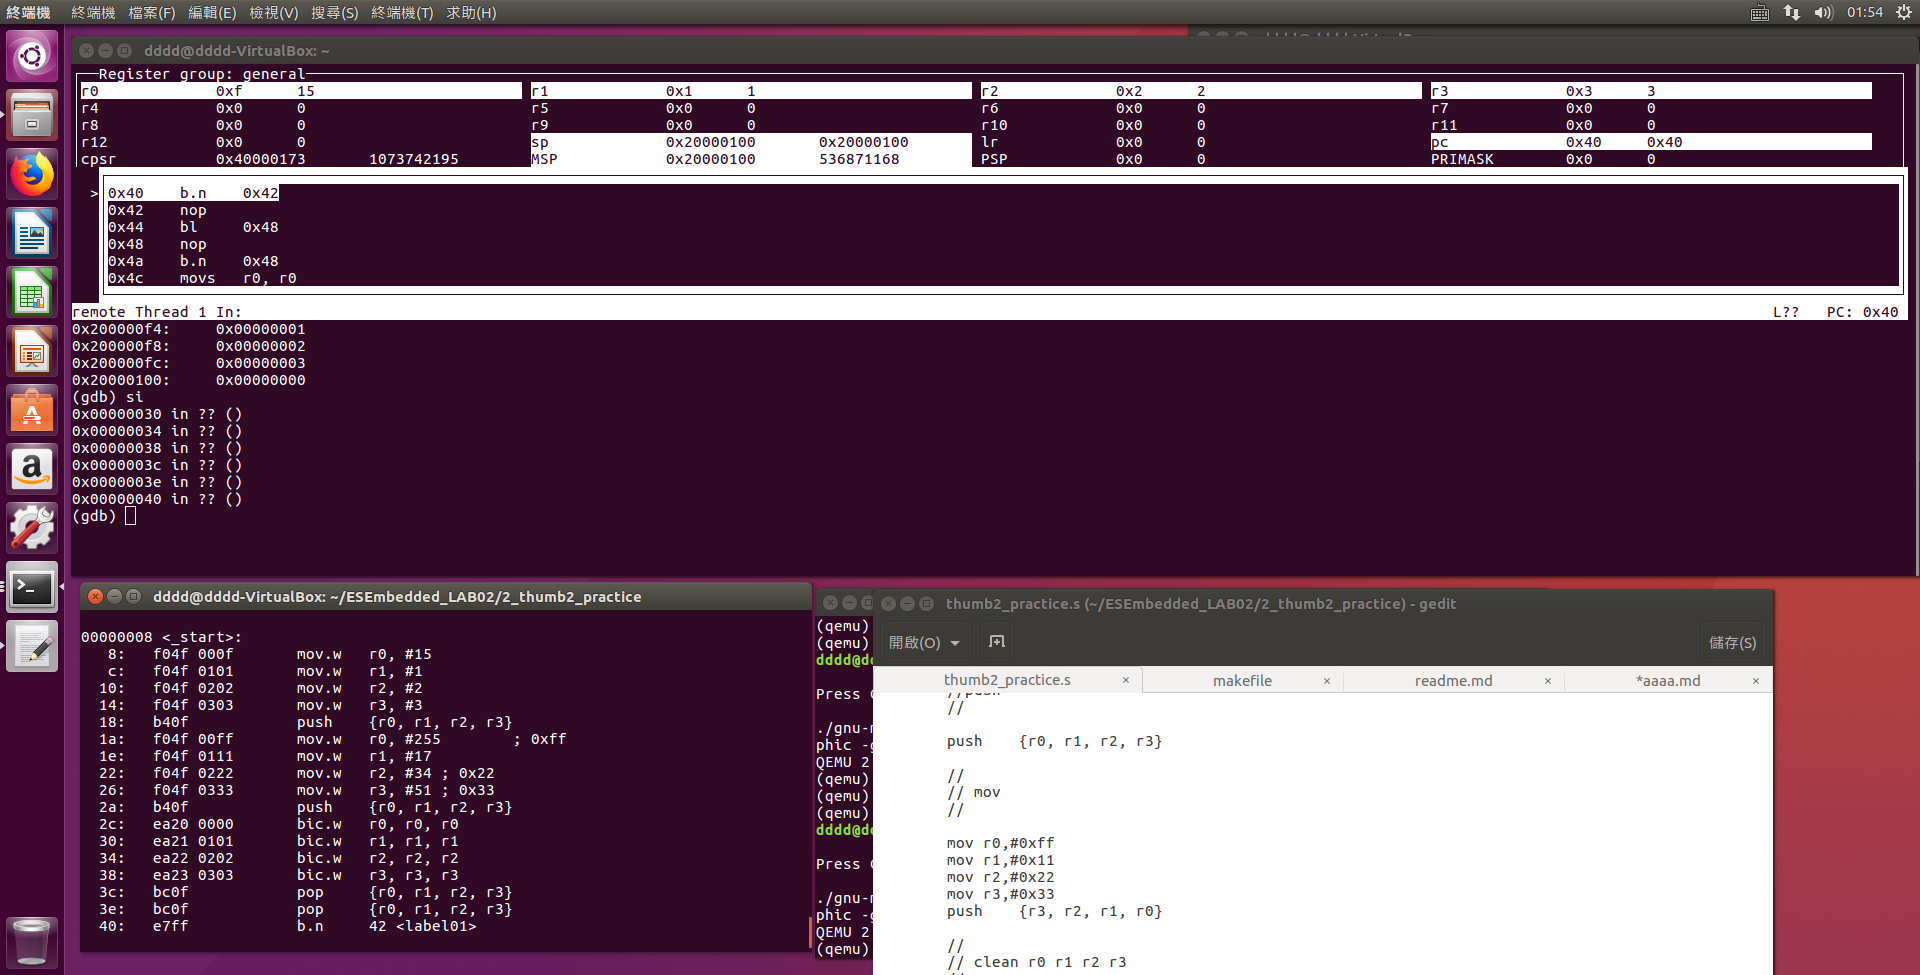 終端機 終端機 檔案(F) 編輯(E) 檢視(V) 搜尋(S) 終端機(T) 求助(H) 01:54
dddd@dddd-VirtualBox: ~
Register group: general
r0 0xf 15 r1 0x1 1 r2 0x2 2 r3 0x3 3
r4 0x0 0 r5 0x0 0 r6 0x0 0 r7 0x0 0
r8 0x0 0 r9 0x0 0 r10 0x0 0 r11 0x0 0
r12 0x0 0 sp 0x20000100 0x20000100 lr 0x0 0 pc 0x40 0x40
cpsr 0x40000173 1073742195 MSP 0x20000100 536871168 PSP 0x0 0 PRIMASK 0x0 0
> 0x40 b.n 0x42
0x42 nop
0x44 bl 0x48
0x48 nop
0x4a b.n 0x48
0x4c movs r0, r0
remote Thread 1 In: L?? PC: 0x40
0x200000f4: 0x00000001
0x200000f8: 0x00000002
0x200000fc: 0x00000003
0x20000100: 0x00000000
(gdb) si
0x00000030 in ?? ()
0x00000034 in ?? ()
0x00000038 in ?? ()
0x0000003c in ?? ()
0x0000003e in ?? ()
0x00000040 in ?? ()
(gdb)
dddd@dddd-VirtualBox: ~/ESEmbedded_LAB02/2_thumb2_practice
00000008 <_start>:
8: f04f 000f mov.w r0, #15
c: f04f 0101 mov.w r1, #1
10: f04f 0202 mov.w r2, #2
14: f04f 0303 mov.w r3, #3
18: b40f push {r0, r1, r2, r3}
1a: f04f 00ff mov.w r0, #255 ; 0xff
1e: f04f 0111 mov.w r1, #17
22: f04f 0222 mov.w r2, #34 ; 0x22
26: f04f 0333 mov.w r3, #51 ; 0x33
2a: b40f push {r0, r1, r2, r3}
2c: ea20 0000 bic.w r0, r0, r0
30: ea21 0101 bic.w r1, r1, r1
34: ea22 0202 bic.w r2, r2, r2
38: ea23 0303 bic.w r3, r3, r3
3c: bc0f pop {r0, r1, r2, r3}
3e: bc0f pop {r0, r1, r2, r3}
40: e7ff b.n 42 <label01>
(qemu)
(qemu)
dddd@d
Press
./gnu-
phic -
QEMU 2
(qemu)
(qemu)
(qemu)
dddd@d
Press
./gnu-
phic -
QEMU 2
(qemu)
thumb2_practice.s (~/ESEmbedded_LAB02/2_thumb2_practice) - gedit
開啟(O) 儲存(S)
thumb2_practice.s × makefile × readme.md × *aaaa.md ×
//push
//
push {r0, r1, r2, r3}
//
// mov
//
mov r0,#0xff
mov r1,#0x11
mov r2,#0x22
mov r3,#0x33
push {r3, r2, r1, r0}
//
// clean r0 r1 r2 r3